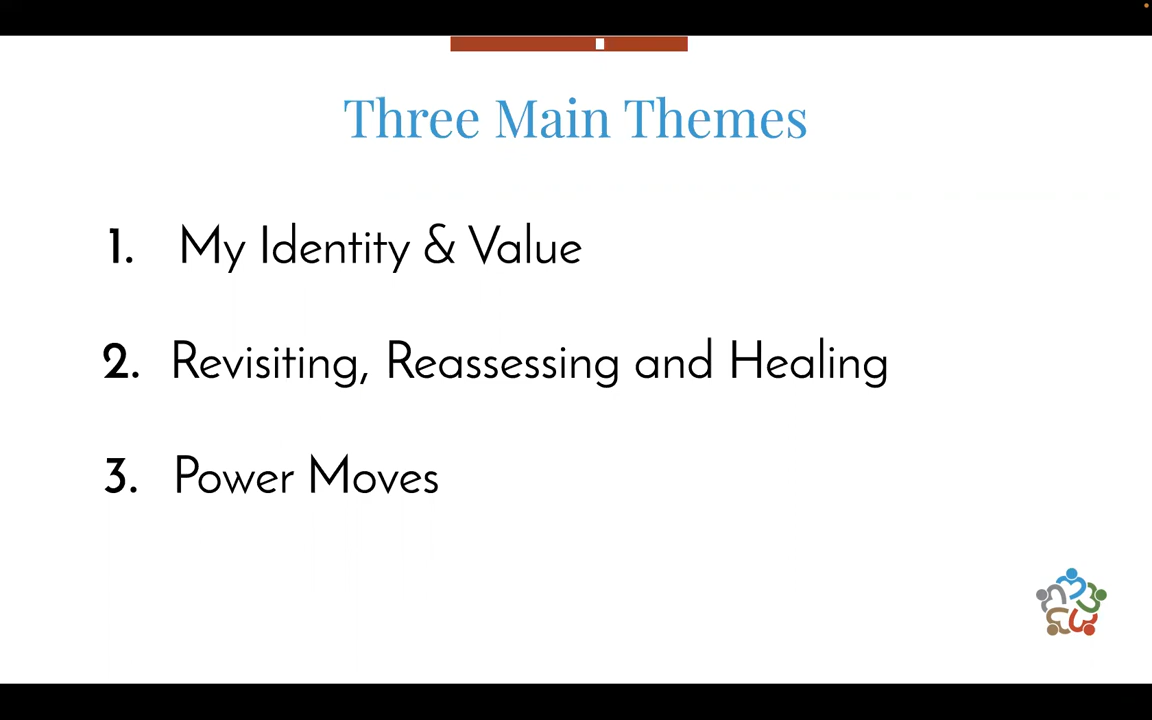 Three Main Themes
1. My Identity & Value
2. Revisiting, Reassessing and Healing
3. Power Moves